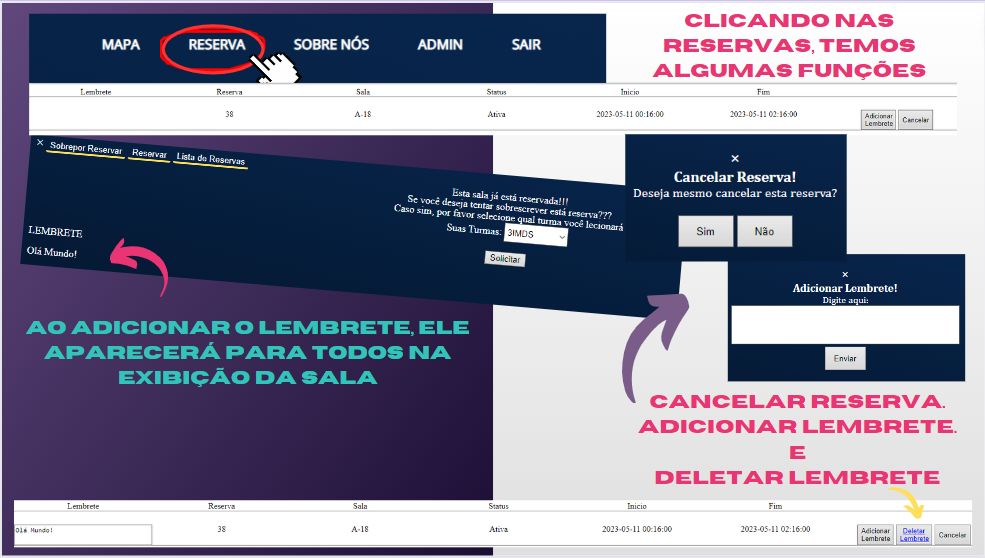 MAPA RESERVA SOBRE NÓS ADMIN SAIR
CLICANDO NAS
RESERVAS, TEMOS
ALGUMAS FUNÇÕES
Lembrete Reserva Sala Status Inicio Fim
38 A-18 Ativa 2023-05-11 00:16:00 2023-05-11 02:16:00 Adicionar Lembrete Cancelar
× Sobrepor Reservar Reservar Lista de Reservas
Esta sala já está reservada!!!
Se você deseja tentar sobrescrever está reserva???
Caso sim, por favor selecione qual turma você lecionará
Suas Turmas: 3IMDS
Solicitar
LEMBRETE
Olá Mundo!
×
Cancelar Reserva!
Deseja mesmo cancelar esta reserva?
Sim Não
×
Adicionar Lembrete!
Digite aqui:
Enviar
AO ADICIONAR O LEMBRETE, ELE
APARECERÁ PARA TODOS NA
EXIBIÇÃO DA SALA
CANCELAR RESERVA.
ADICIONAR LEMBRETE.
E
DELETAR LEMBRETE
Lembrete Reserva Sala Status Inicio Fim
Olá Mundo! 38 A-18 Ativa 2023-05-11 00:16:00 2023-05-11 02:16:00 Adicionar Lembrete Deletar Lembrete Cancelar